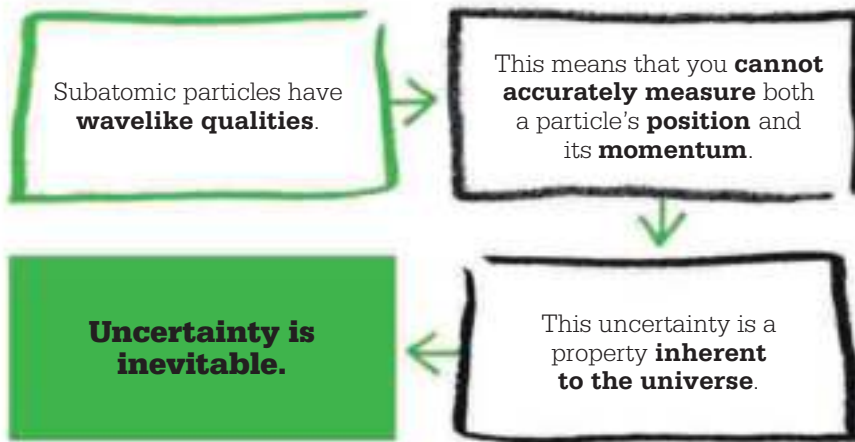 Subatomic particles have
wavelike qualities.
This means that you cannot
accurately measure both
a particle's position and
its momentum.
This uncertainty is a
property inherent
to the universe.
Uncertainty is
inevitable.